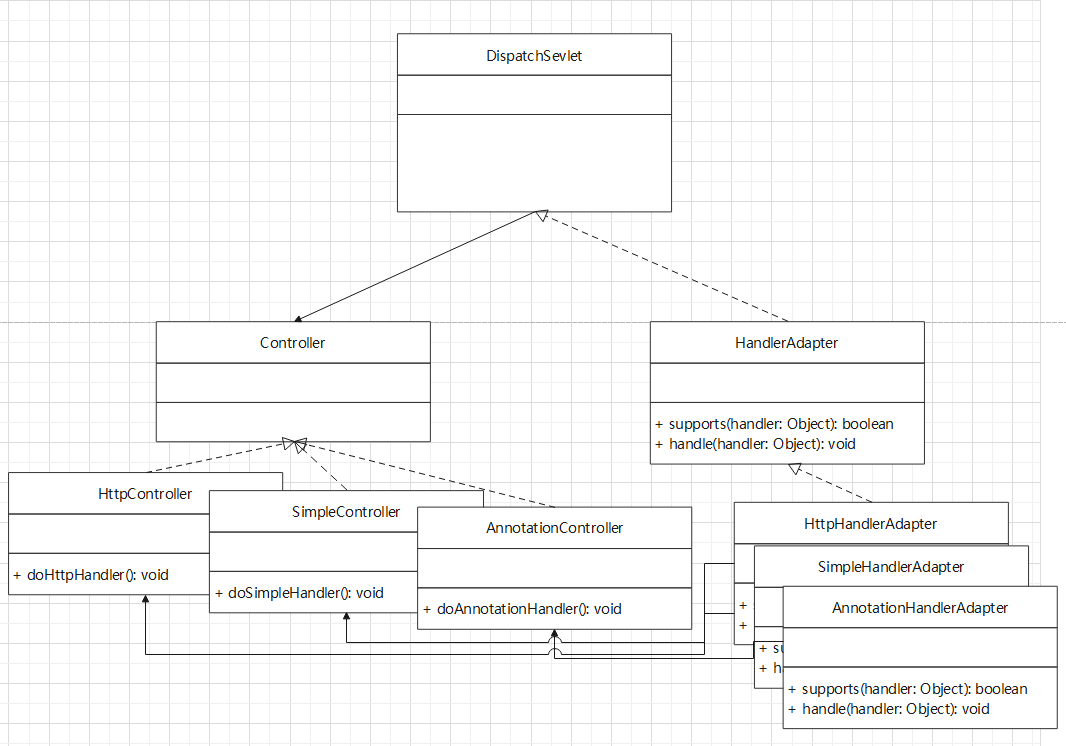 DispatchSevlet
Controller
HandlerAdapter
+ supports(handler: Object): boolean
+ handle(handler: Object): void
HttpController
+ doHttpHandler(): void
SimpleController
+ doSimpleHandler(): void
AnnotationController
+ doAnnotationHandler(): void
HttpHandlerAdapter
+
+
SimpleHandlerAdapter
+ su
+ h
AnnotationHandlerAdapter
+ supports(handler: Object): boolean
+ handle(handler: Object): void